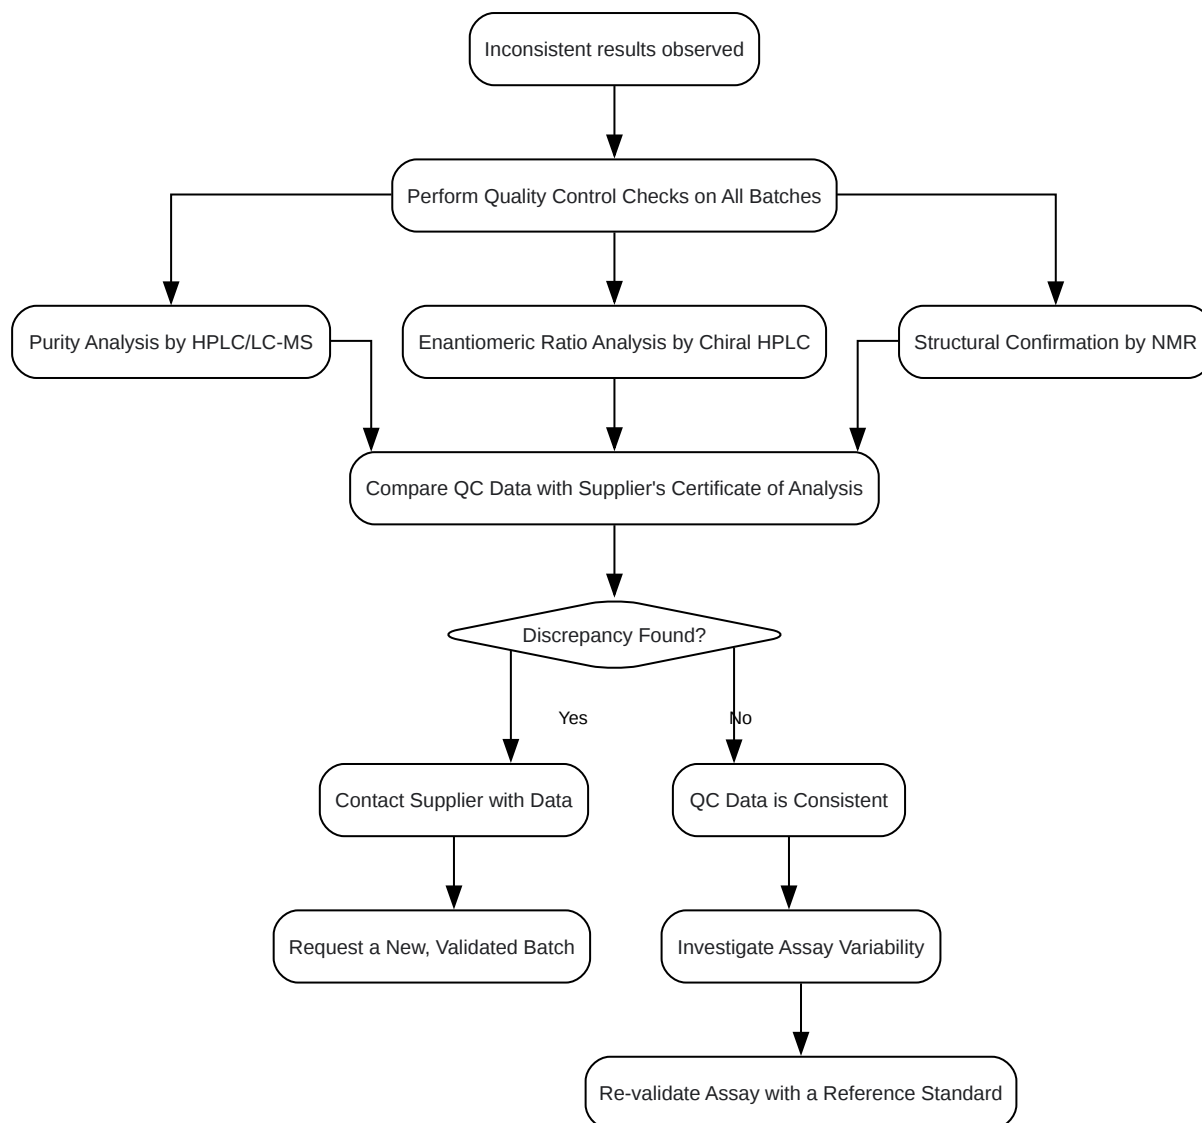 Inconsistent results observed
Perform Quality Control Checks on All Batches
Purity Analysis by HPLC/LC-MS
Enantiomeric Ratio Analysis by Chiral HPLC
Structural Confirmation by NMR
Compare QC Data with Supplier's Certificate of Analysis
Discrepancy Found?
Yes
No
Contact Supplier with Data
QC Data is Consistent
Request a New, Validated Batch
Investigate Assay Variability
Re-validate Assay with a Reference Standard